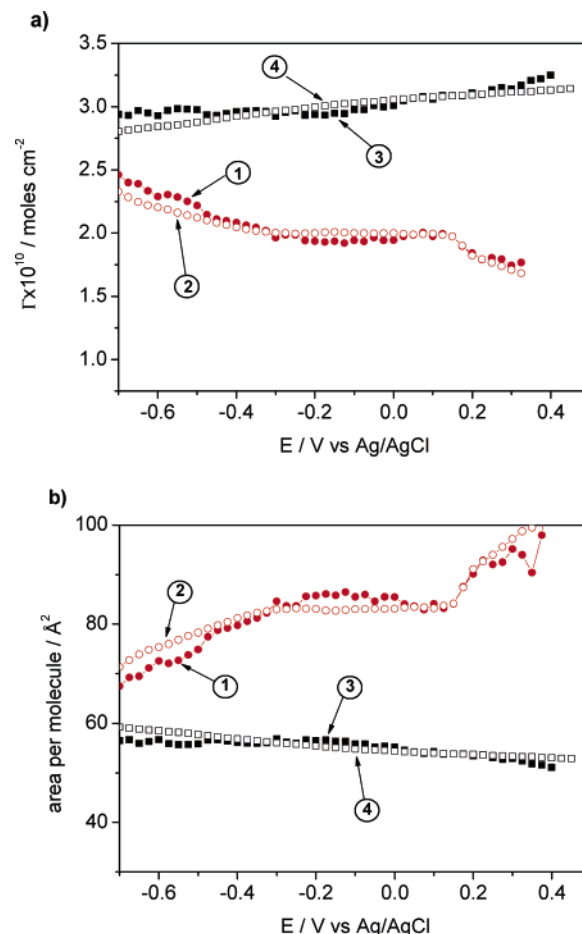 a)
3.5
3.0
2.5
2.0
1.5
1.0
Γx10¹⁰ / moles cm⁻²
4
3
1
2
-0.6 -0.4 -0.2 0.0 0.2 0.4
E / V vs Ag/AgCl
b)
100
80
60
40
area per molecule / Å²
2
1
3
4
-0.6 -0.4 -0.2 0.0 0.2 0.4
E / V vs Ag/AgCl